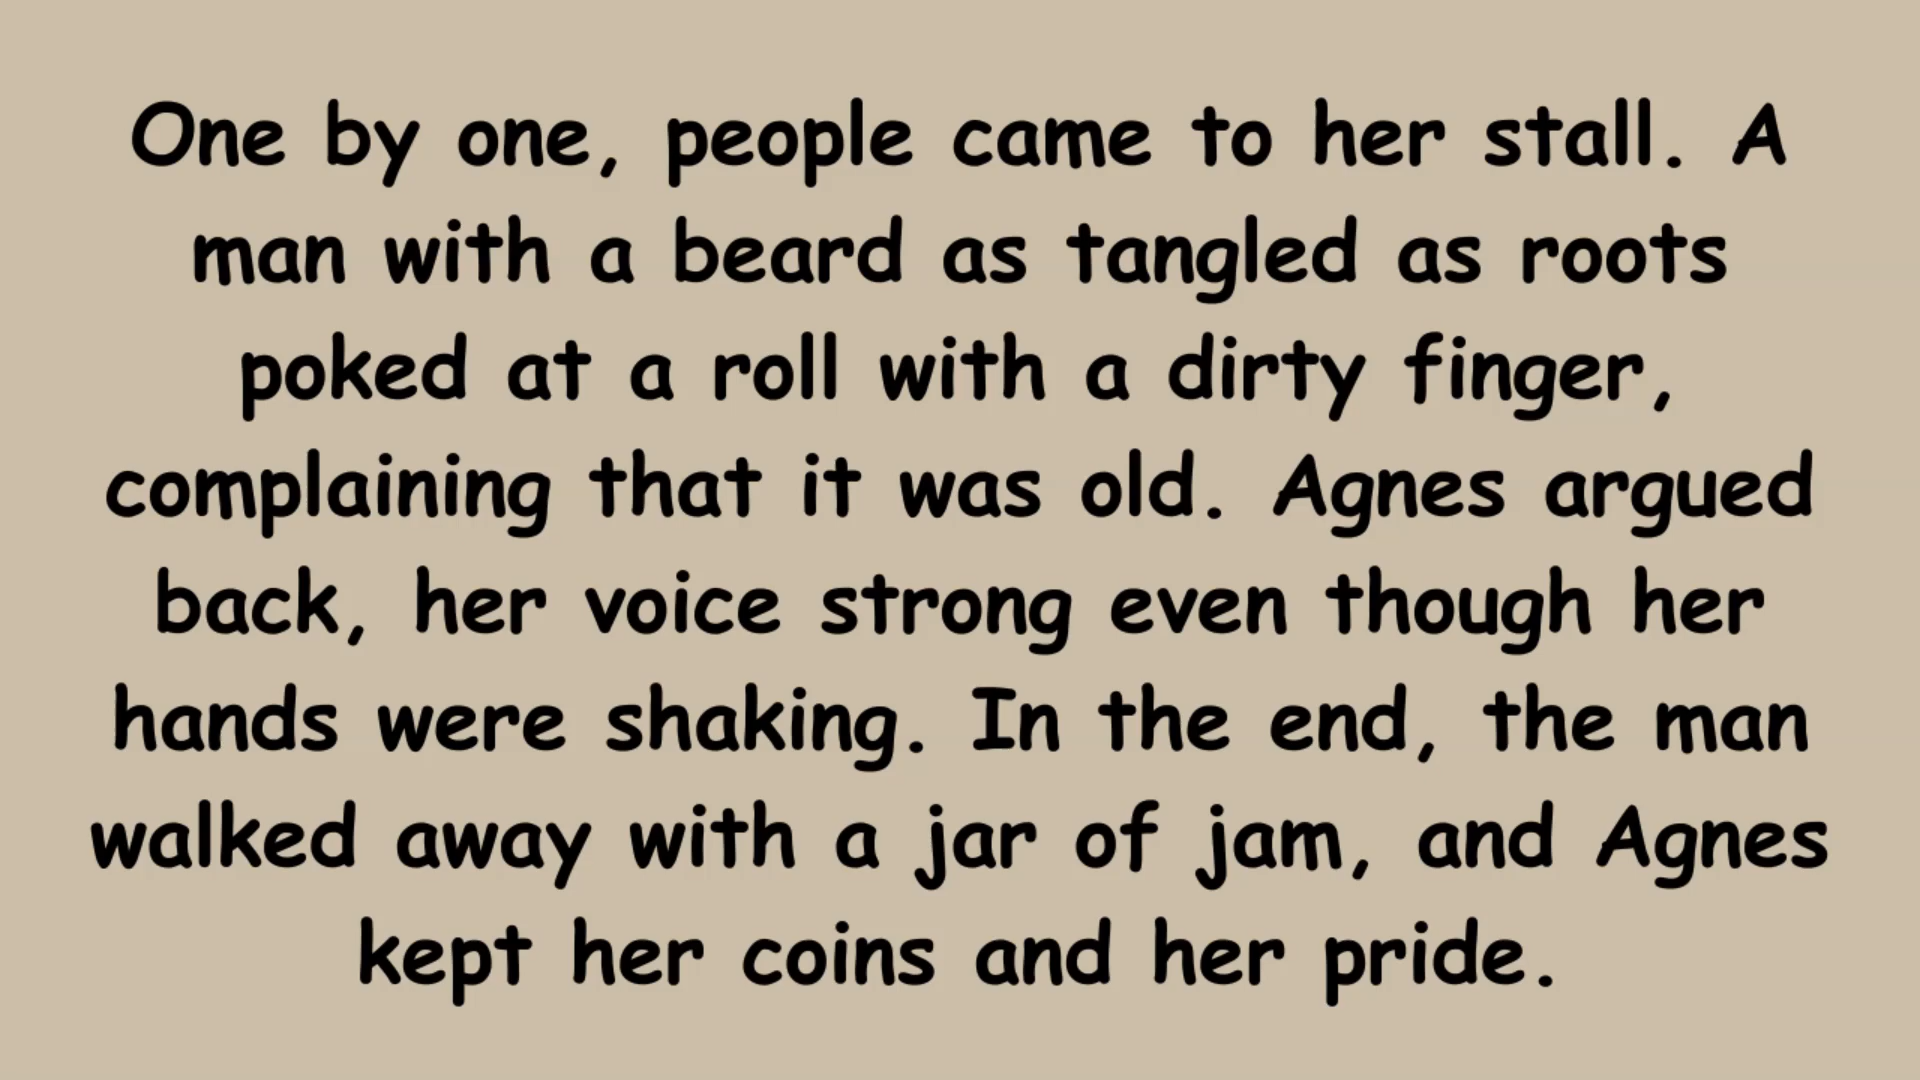 One by one, people came to her stall. A
man with a beard as tangled as roots
poked at a roll with a dirty finger,
complaining that it was old. Agnes argued
back, her voice strong even though her
hands were shaking. In the end, the man
walked away with a jar of jam, and Agnes
kept her coins and her pride.